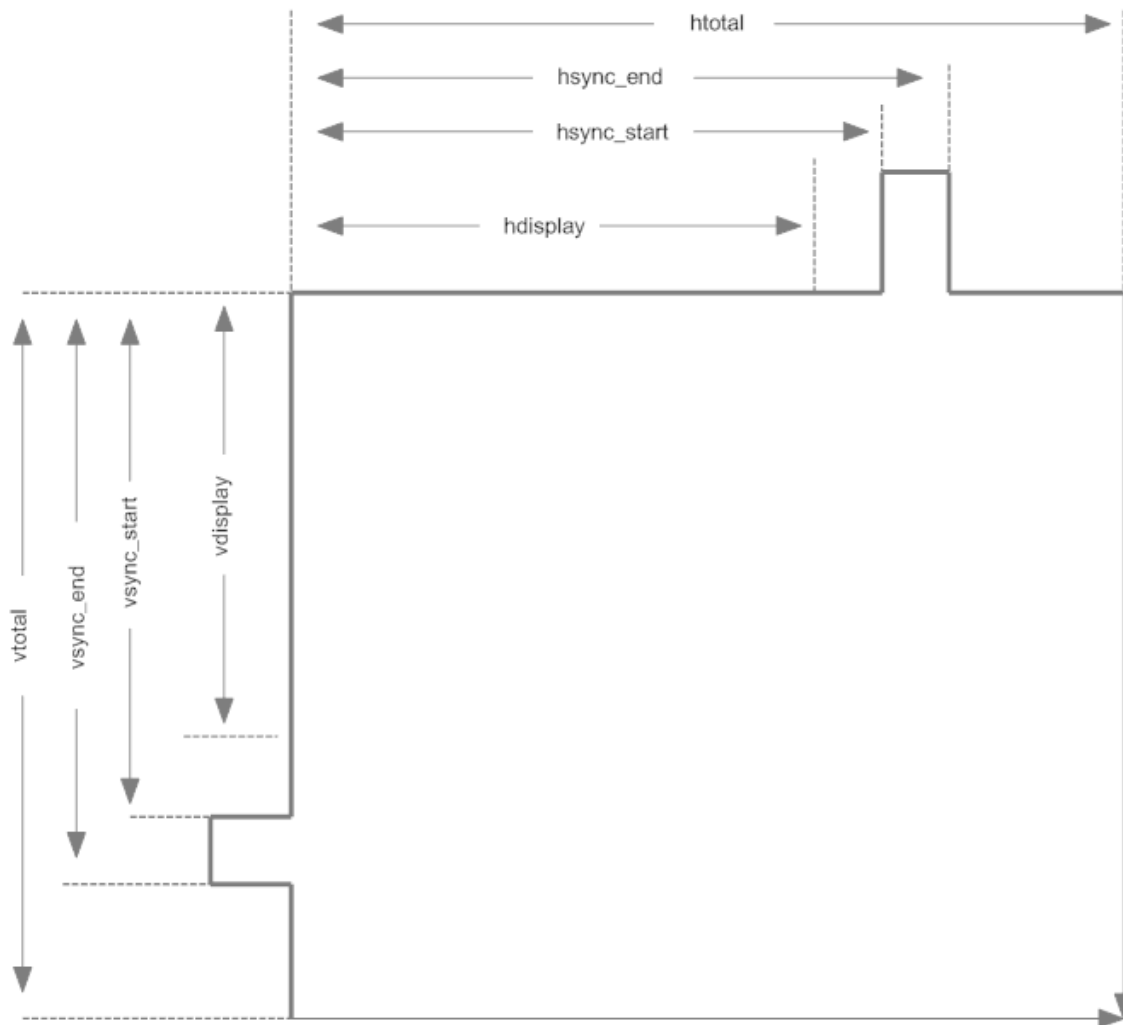 htotal
hsync_end
hsync_start
hdisplay
vtotal
vsync_end
vsync_start
vdisplay